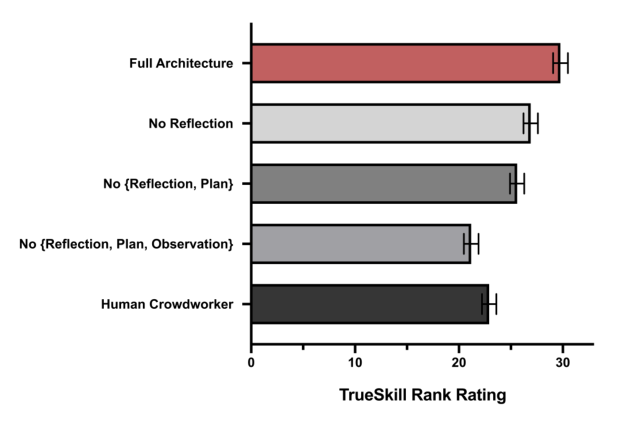 Full Architecture
No Reflection
No {Reflection, Plan}
No {Reflection, Plan, Observation}
Human Crowdworker
0 10 20 30
TrueSkill Rank Rating